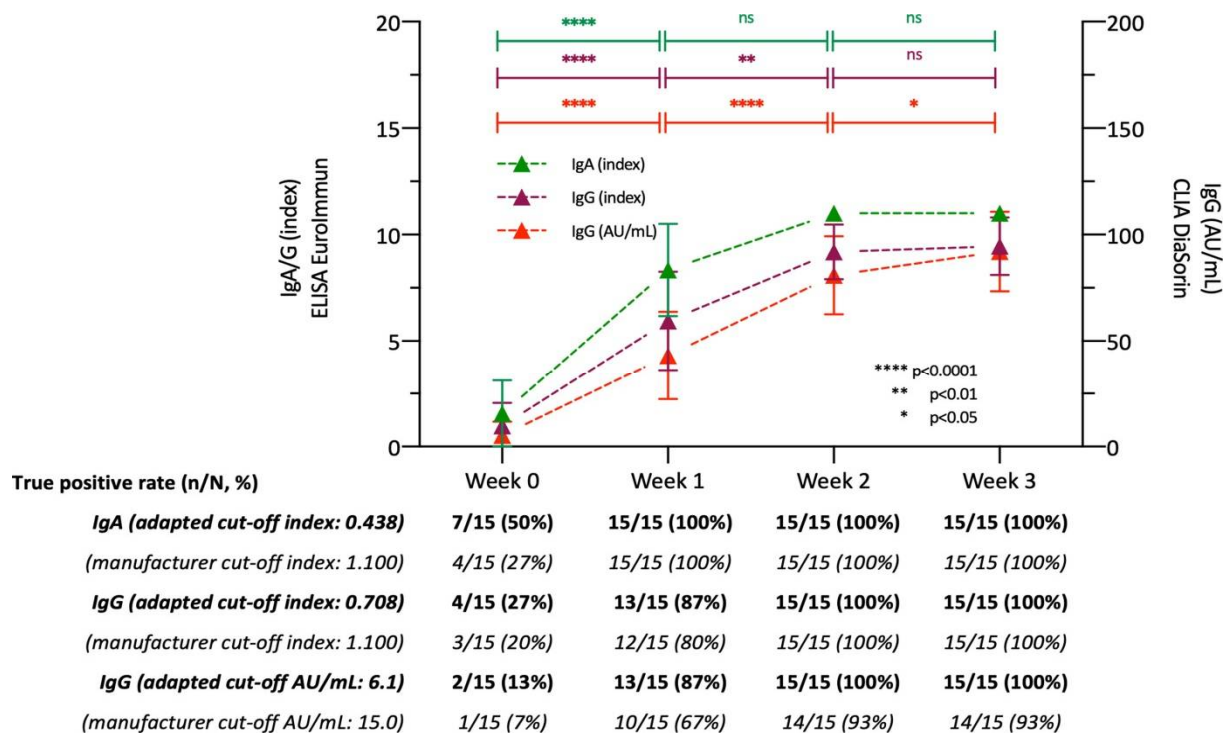 20
15
10
5
0
IgA/G (index)
ELISA EuroImmun
200
150
100
50
0
IgG (AU/mL)
CLIA DiaSorin
**** ns ns
**** ** ns
**** **** *
IgA (index)
IgG (index)
IgG (AU/mL)
**** p<0.0001
** p<0.01
* p<0.05
True positive rate (n/N, %) Week 0 Week 1 Week 2 Week 3
IgA (adapted cut-off index: 0.438) 7/15 (50%) 15/15 (100%) 15/15 (100%) 15/15 (100%)
(manufacturer cut-off index: 1.100) 4/15 (27%) 15/15 (100%) 15/15 (100%) 15/15 (100%)
IgG (adapted cut-off index: 0.708) 4/15 (27%) 13/15 (87%) 15/15 (100%) 15/15 (100%)
(manufacturer cut-off index: 1.100) 3/15 (20%) 12/15 (80%) 15/15 (100%) 15/15 (100%)
IgG (adapted cut-off AU/mL: 6.1) 2/15 (13%) 13/15 (87%) 15/15 (100%) 15/15 (100%)
(manufacturer cut-off AU/mL: 15.0) 1/15 (7%) 10/15 (67%) 14/15 (93%) 14/15 (93%)